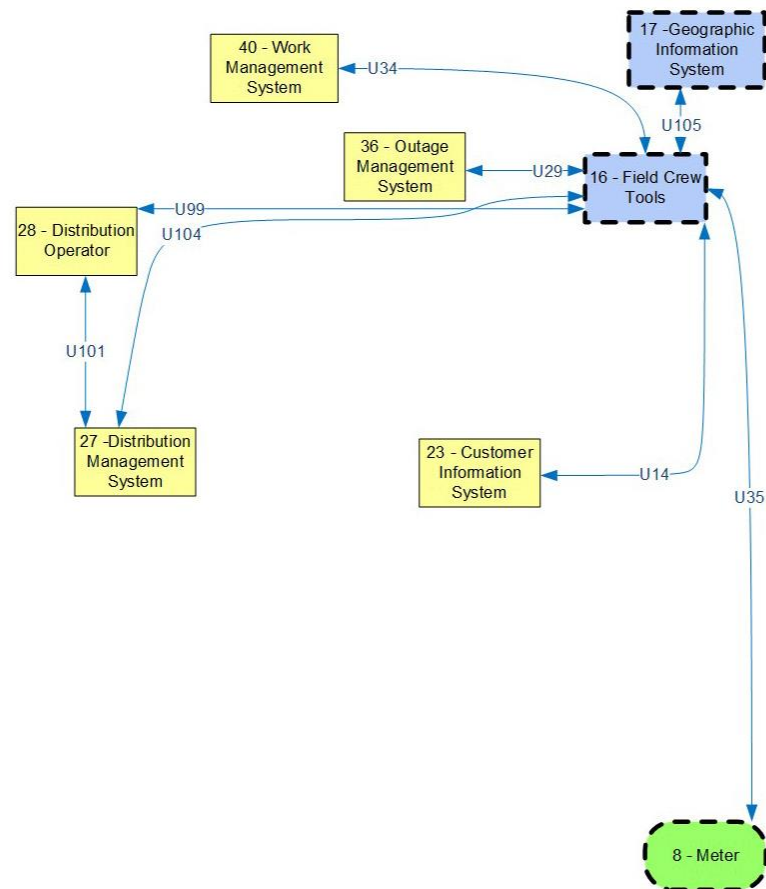 17 -Geographic
Information
System
40 - Work
Management
System
U34
U105
36 - Outage
Management
System
U29
16 - Field Crew
Tools
U99
28 - Distribution
Operator
U104
U101
27 -Distribution
Management
System
23 - Customer
Information
System
U14
U35
8 - Meter